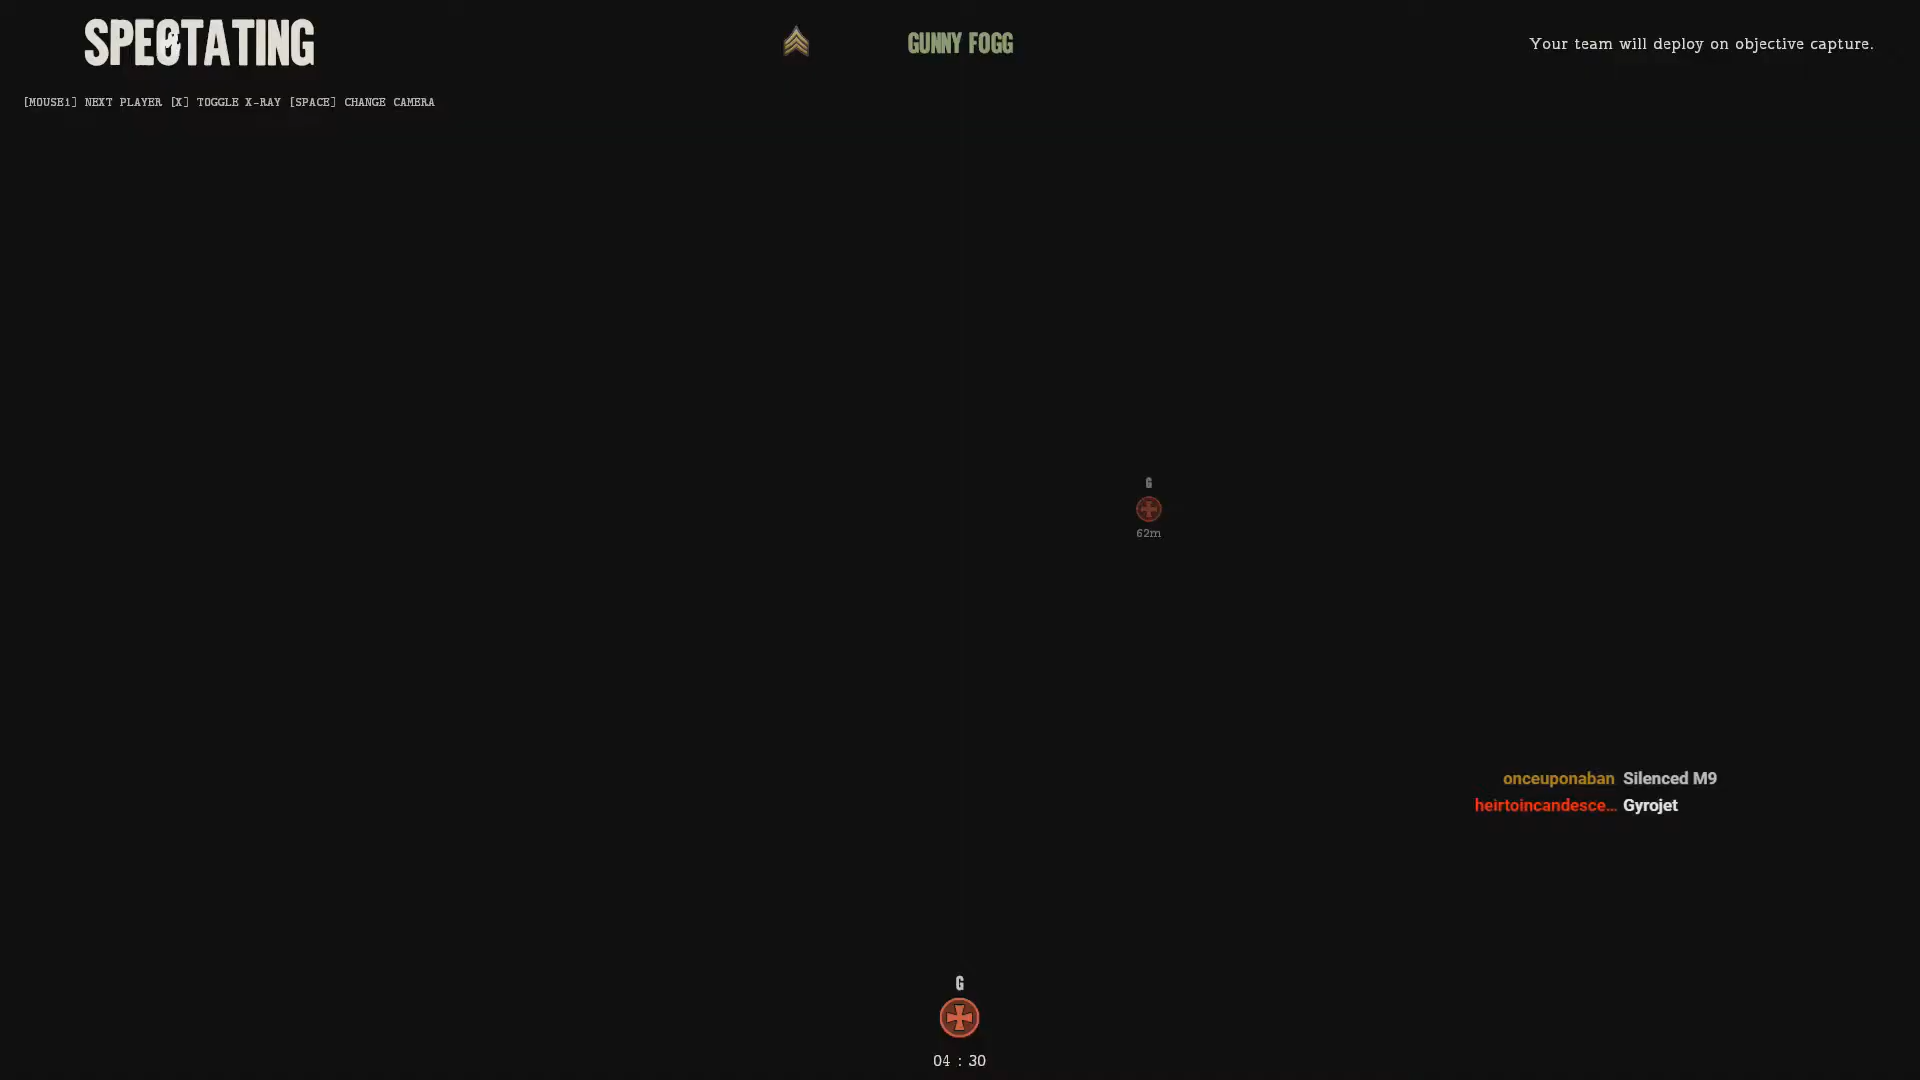 SPECTATING
GUNNY FOGG
Your team will deploy on objective capture.
[MOUSE1] NEXT PLAYER [X] TOGGLE X-RAY [SPACE] CHANGE CAMERA
G
62m
onceuponaban Silenced M9
heirtoincandesce... Gyrojet
G
04 : 30